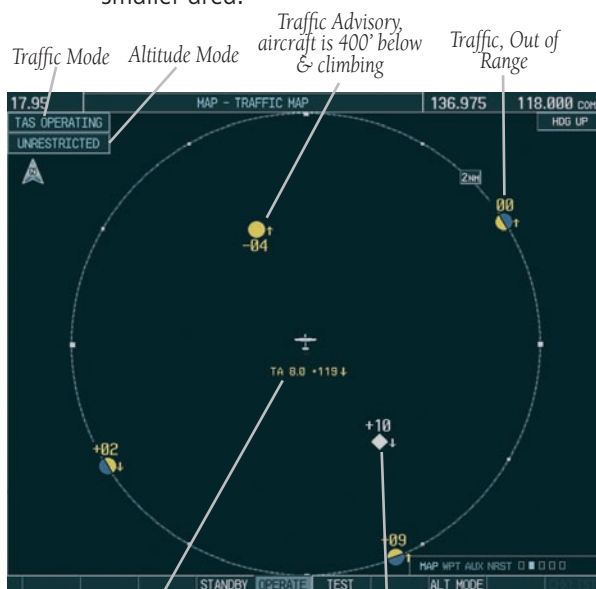 smaller area.
Traffic Mode
Altitude Mode
Traffic Advisory,
aircraft is 400' below
& climbing
Traffic, Out of
Range
17.95
MAP - TRAFFIC MAP
136.975
118.000 COM
TAS OPERATING
UNRESTRICTED
HDG UP
2NM
00
↑
↑
-04
TA 8.0 +119↓
+10
↓
+02
↓
+09
↑
MAP WPT AUX NRST
STANDBY
OPERATE
TEST
ALT MODE